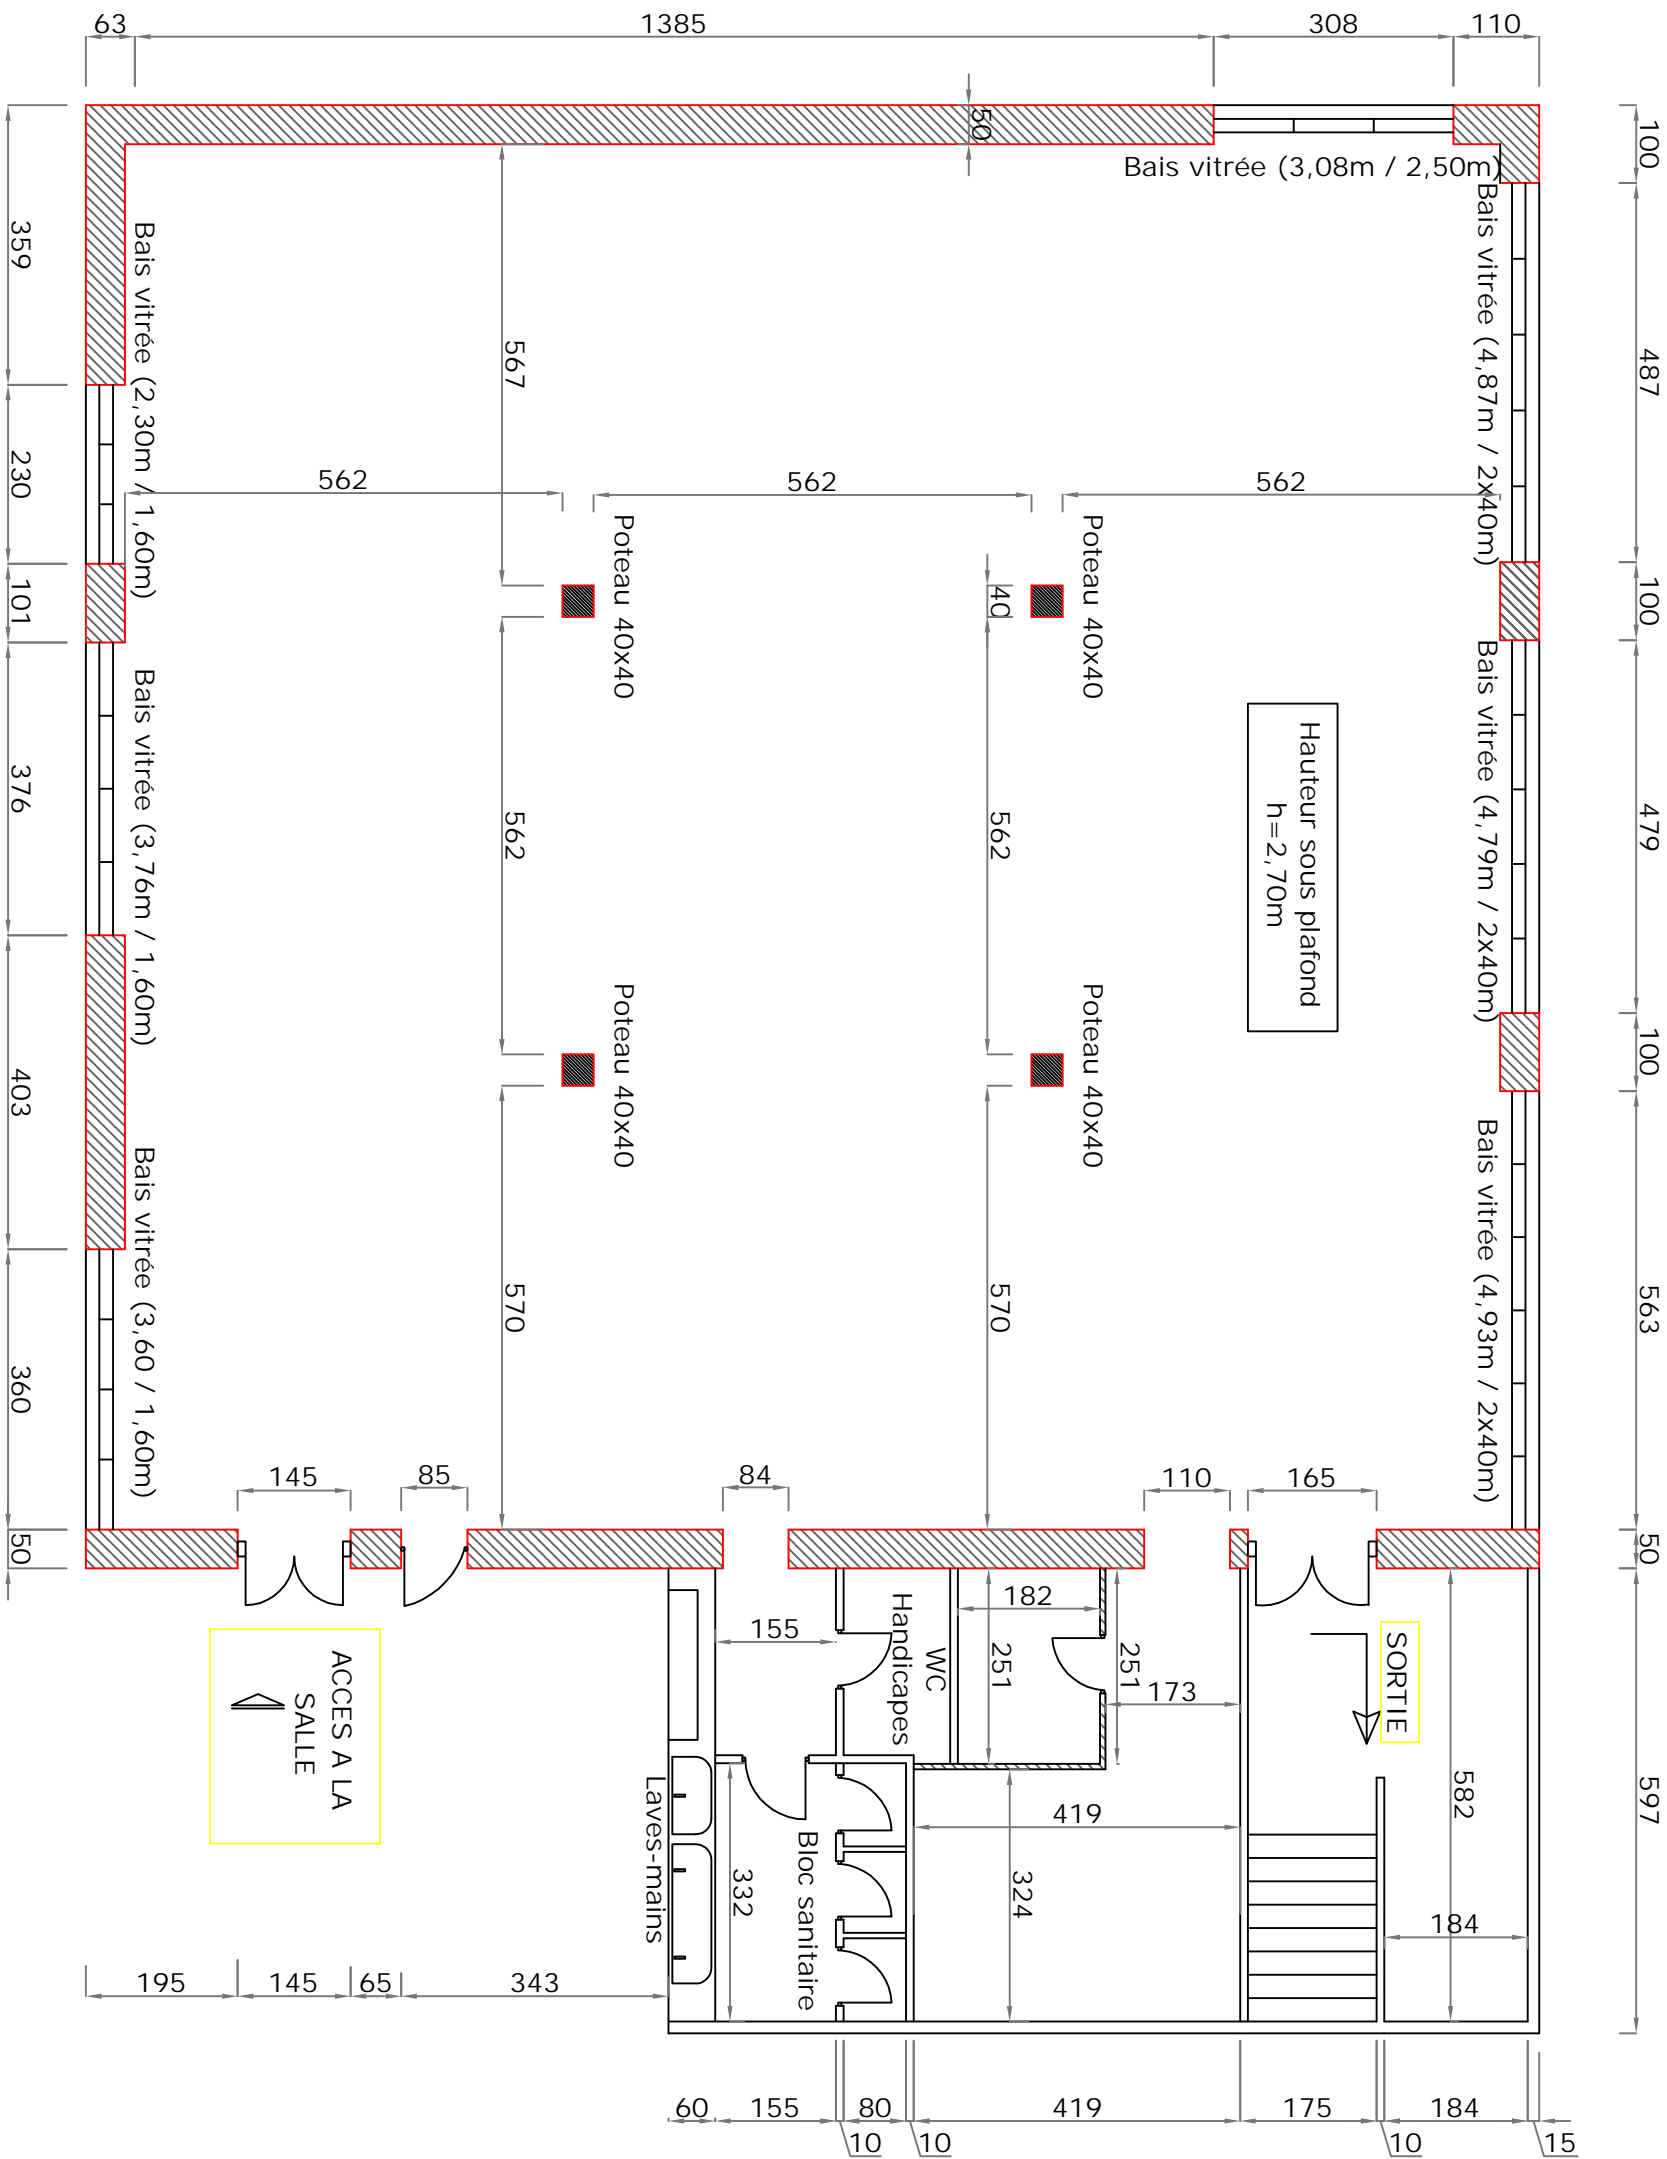 63
1385
308
110
50
100
Bais vitrée (3,08m / 2,50m)
Bais vitrée (4,87m / 2x40m)
487
359
Bais vitrée (2,30m / 1,60m)
567
230
562
562
562
Poteau 40x40
Poteau 40x40
40
101
100
Bais vitrée (3,76m / 1,60m)
376
562
562
Hauteur sous plafond
h=2,70m
Bais vitrée (4,79m / 2x40m)
479
Poteau 40x40
Poteau 40x40
100
403
Bais vitrée (3,60 / 1,60m)
360
570
570
Bais vitrée (4,93m / 2x40m)
563
145
85
84
110
165
50
50
ACCES A LA
SALLE
155
Handicapes
WC
182
251
251
173
SORTIE
582
597
Laves-mains
332
Bloc sanitaire
419
324
184
195
145
65
343
60
155
10
80
10
419
175
10
184
15